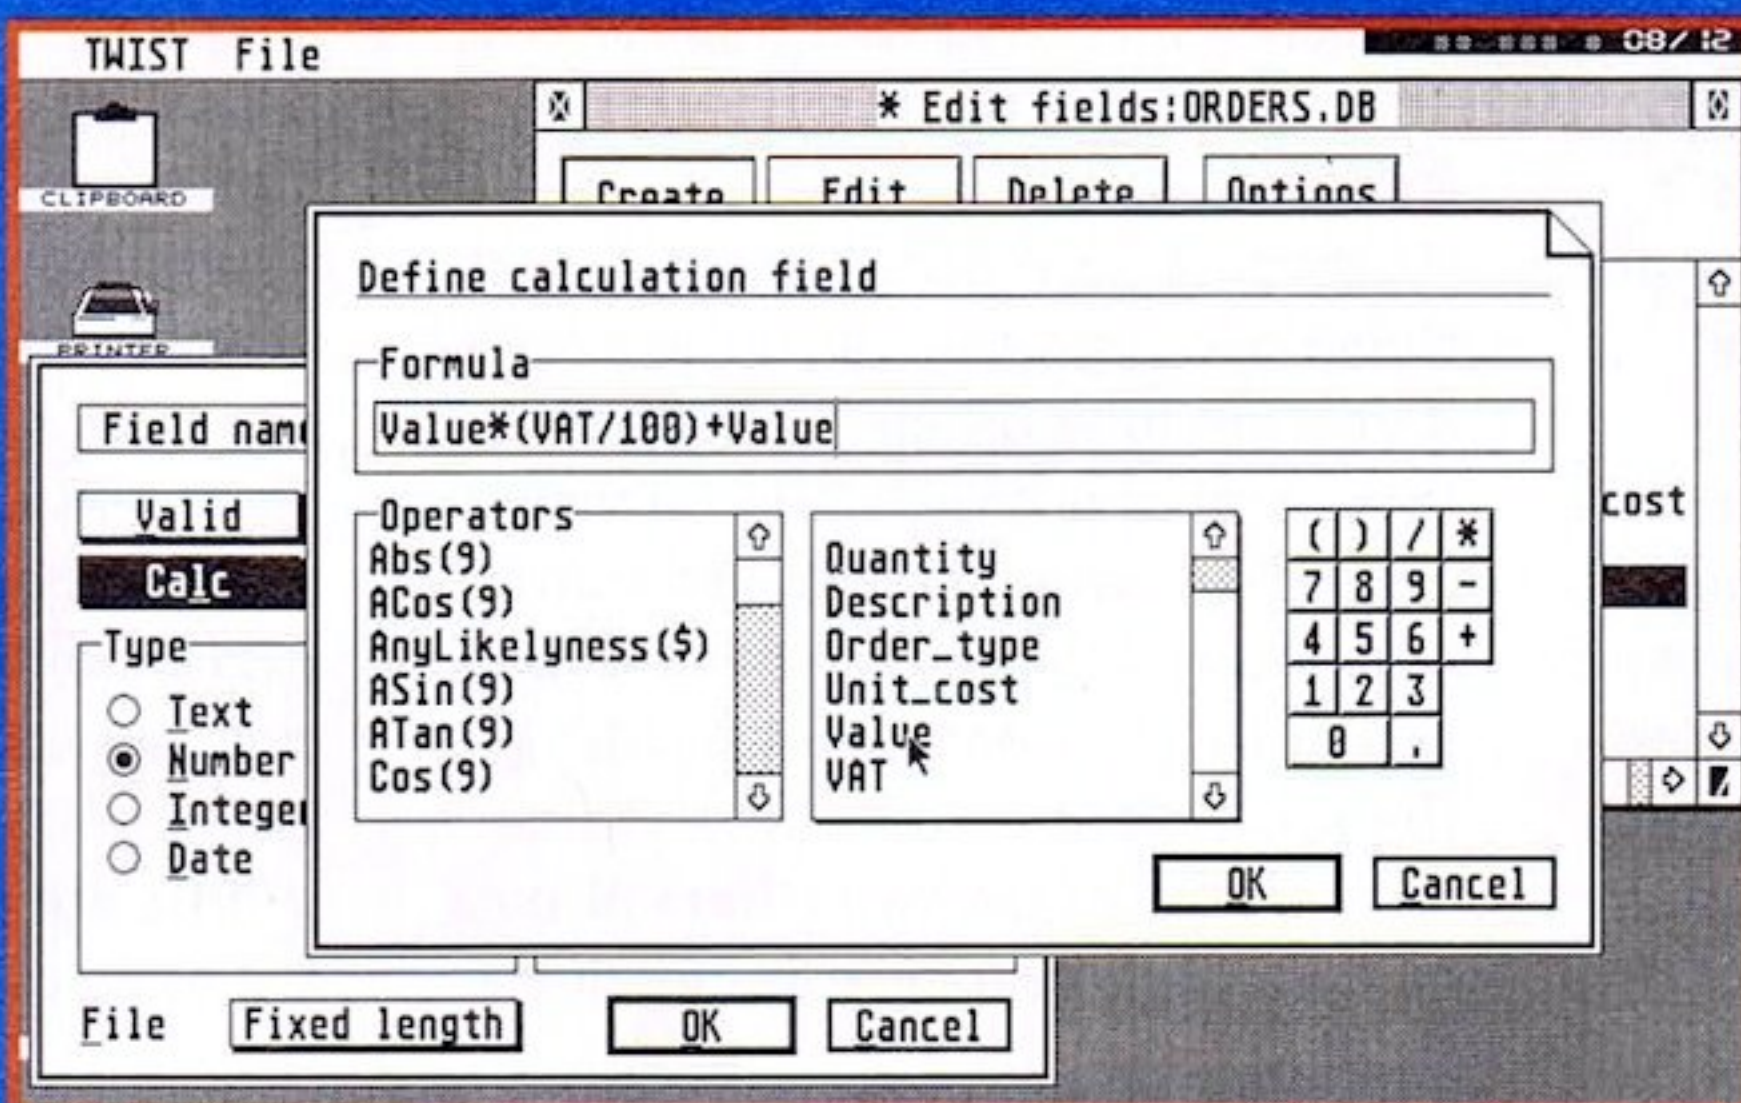 TWIST File
08/12
CLIPBOARD
* Edit fields:ORDERS.DB
Create Edit Delete Options
PRINTER
Define calculation field
Formula
Value*(VAT/100)+Value
Field name
Valid
Calc
cost
Operators
Abs(9)
ACos(9)
AnyLikelyness($)
ASin(9)
ATan(9)
Cos(9)
Quantity
Description
Order_type
Unit_cost
Value
VAT
( ) / *
7 8 9 -
4 5 6 +
1 2 3
0 .
Type
Text
Number
Integer
Date
OK Cancel
File Fixed length OK Cancel